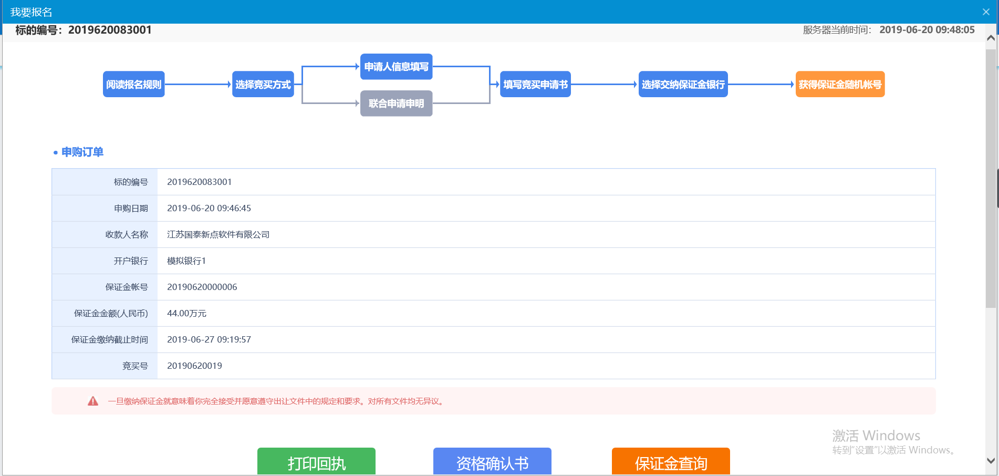 我要报名
标的编号：2019620083001
服务器当前时间： 2019-06-20 09:48:05
阅读报名规则
选择竞买方式
申请人信息填写
联合申请申明
填写竞买申请书
选择交纳保证金银行
获得保证金随机帐号
申购订单
标的编号 2019620083001
申购日期 2019-06-20 09:46:45
收款人名称 江苏国泰新点软件有限公司
开户银行 模拟银行1
保证金帐号 20190620000006
保证金金额(人民币) 44.00万元
保证金缴纳截止时间 2019-06-27 09:19:57
竞买号 20190620019
一旦缴纳保证金就意味着你完全接受并愿意遵守出让文件中的规定和要求。对所有文件均无异议。
激活 Windows
转到“设置”以激活 Windows。
打印回执 资格确认书 保证金查询